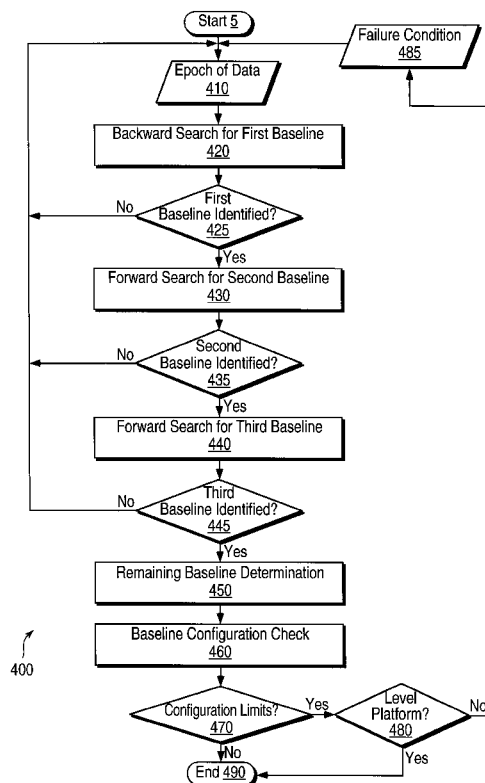 Start 5
Failure Condition
485
Epoch of Data
410
Backward Search for First Baseline
420
First
Baseline Identified?
425
No
Yes
Forward Search for Second Baseline
430
Second
Baseline Identified?
435
No
Yes
Forward Search for Third Baseline
440
Third
Baseline Identified?
445
No
Yes
Remaining Baseline Determination
450
Baseline Configuration Check
460
400
Configuration Limits?
470
Yes
No
Level
Platform?
480
No
Yes
End 490